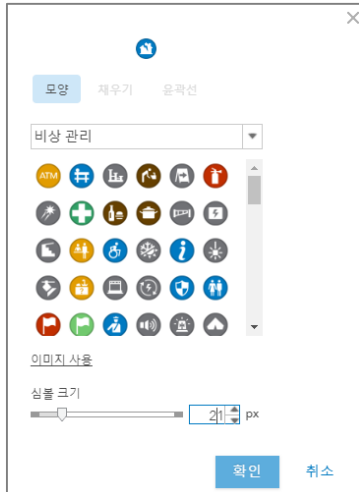 모양 채우기 윤곽선
비상 관리
ATM
이미지 사용
심볼 크기
21 px
확인 취소